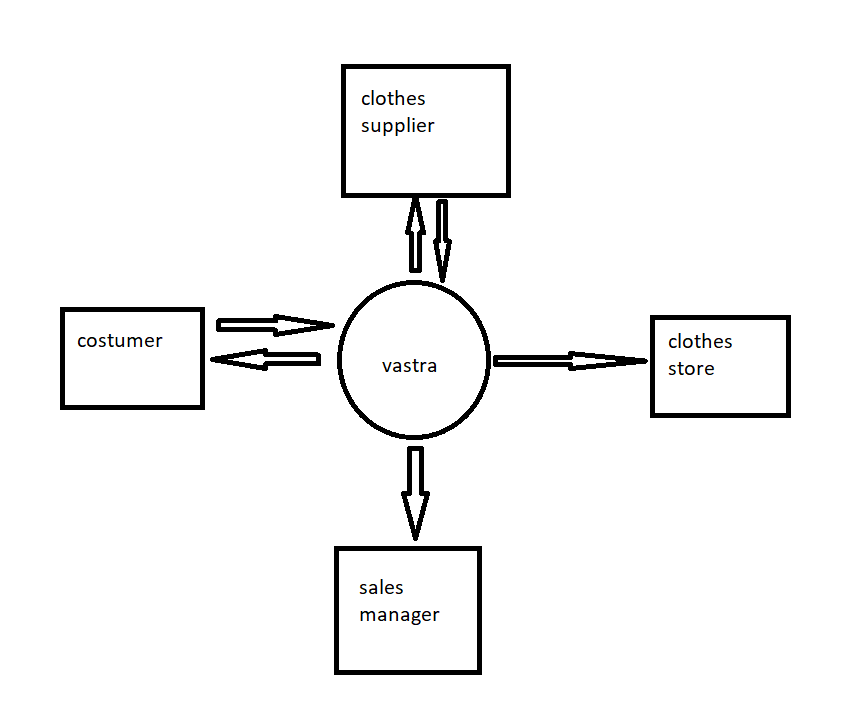 clothes
supplier
costumer
vastra
clothes
store
sales
manager